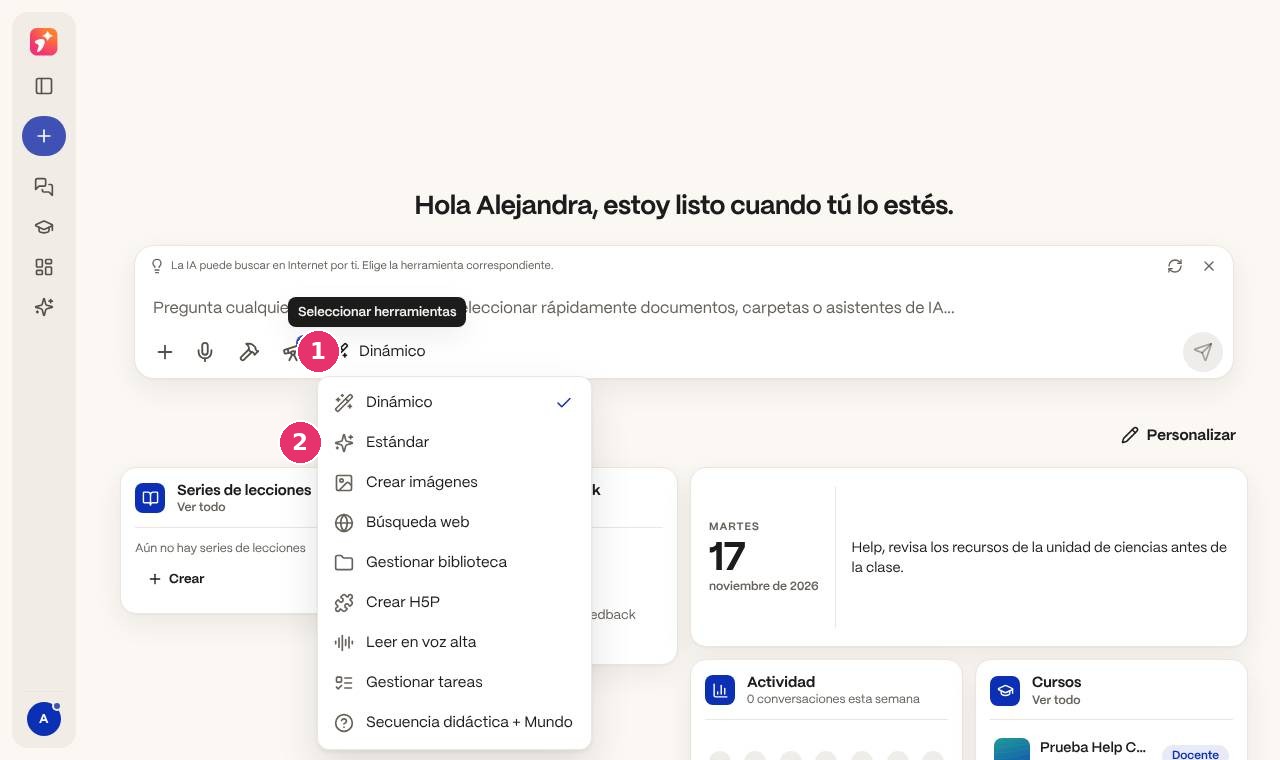 Hola Alejandra, estoy listo cuando tú lo estés.
La IA puede buscar en Internet por ti. Elige la herramienta correspondiente.
Pregunta cualquie
eleccionar rápidamente documentos, carpetas o asistentes de IA...
Seleccionar herramientas
1
Dinámico
Dinámico
2
Estándar
Crear imágenes
Búsqueda web
Gestionar biblioteca
Crear H5P
Leer en voz alta
Gestionar tareas
Secuencia didáctica + Mundo
Personalizar
Series de lecciones
Ver todo
Aún no hay series de lecciones
Crear
k
edback
MARTES
17
noviembre de 2026
Help, revisa los recursos de la unidad de ciencias antes de
la clase.
Actividad
0 conversaciones esta semana
Cursos
Ver todo
Prueba Help C...
Docente
A